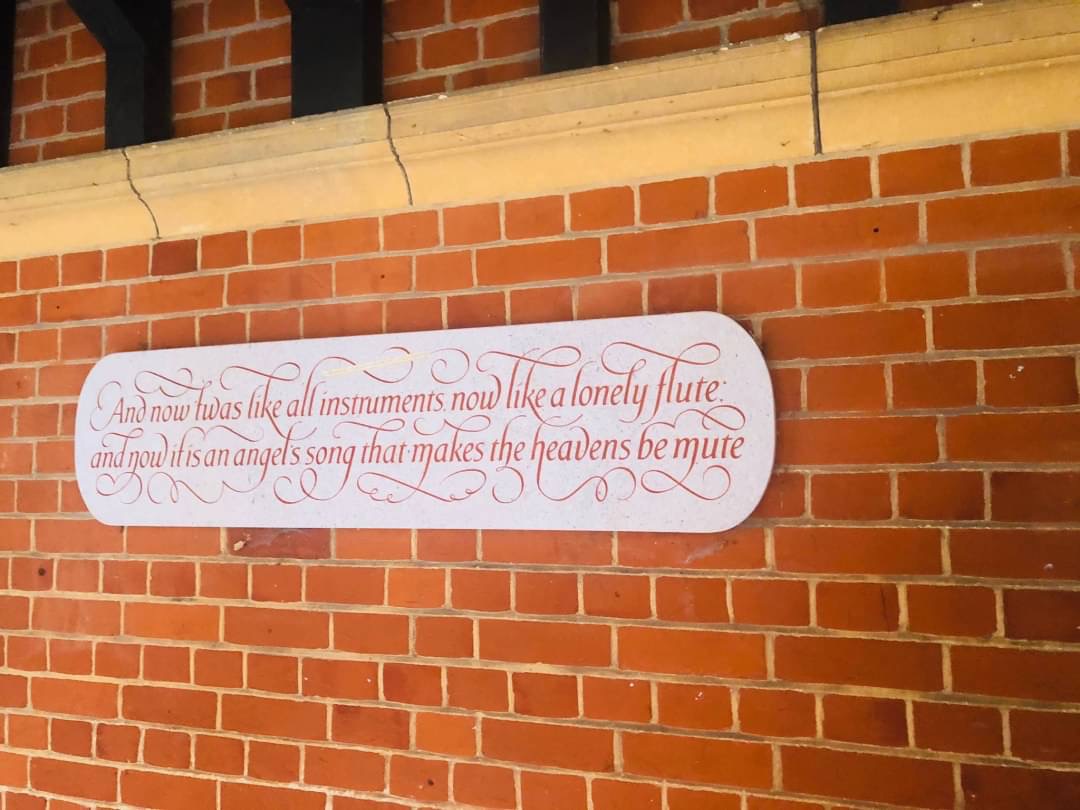 And now 'twas like all instruments, now like a lonely flute:
and now it is an angel's song that makes the heavens be mute